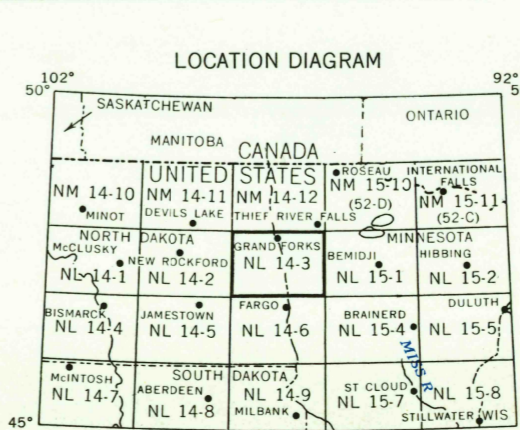 LOCATION DIAGRAM
102° 92°
50° 5
SASKATCHEWAN
ONTARIO
MANITOBA
CANADA
UNITED STATES
NM 14-10
MINOT
NM 14-11
DEVILS LAKE
NM 14-12
THIEF RIVER FALLS
ROSEAU
NM 15-10
(52-D)
INTERNATIONAL
FALLS
NM 15-11
(52-C)
NORTH DAKOTA
MINNESOTA
McCLUSKY
NL 14-1
NEW ROCKFORD
NL 14-2
GRAND FORKS
NL 14-3
BEMIDJI
NL 15-1
HIBBING
NL 15-2
BISMARCK
NL 14-4
JAMESTOWN
NL 14-5
FARGO
NL 14-6
BRAINERD
NL 15-4
DULUTH
NL 15-5
MISS R
SOUTH DAKOTA
McINTOSH
NL 14-7
ABERDEEN
NL 14-8
NL 14-9
MILBANK
ST CLOUD
NL 15-7
NL 15-8
STILLWATER
WIS
45°